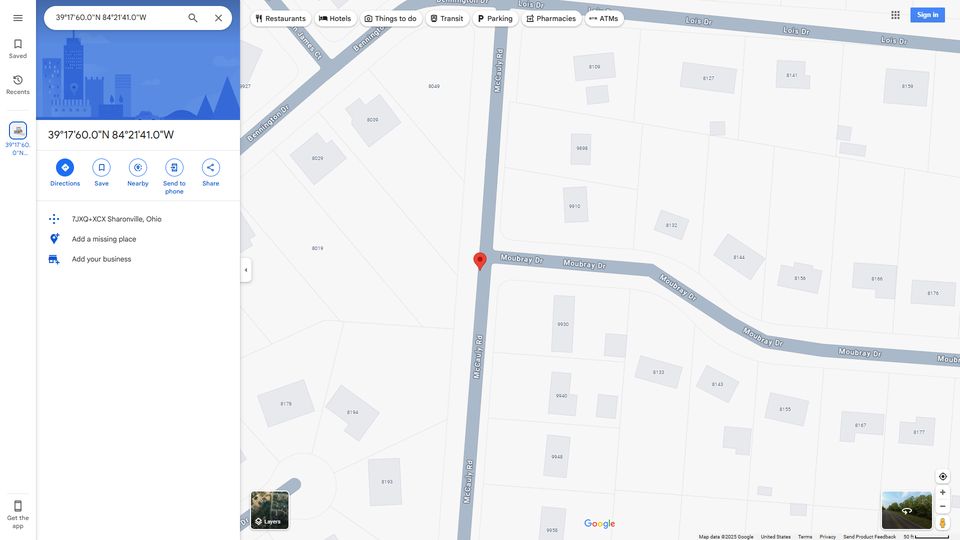 39°17'60.0"N 84°21'41.0"W
Restaurants
Hotels
Things to do
Transit
Parking
Pharmacies
ATMs
Sign in
Saved
Recents
39°17'60.
0"N...
Get the
app
39°17'60.0"N 84°21'41.0"W
Directions
Save
Nearby
Send to
phone
Share
7JXQ+XCX Sharonville, Ohio
Add a missing place
Add your business
Bennington Dr
Lois Dr
Lois Dr
Lois Dr
Lois Dr
James Ct
Bennington Dr
McCauly Rd
9927
8049
8109
8127
8141
8159
8039
8029
9898
9910
8132
8019
8144
8156
8166
8176
Moubray Dr
Moubray Dr
Moubray Dr
Moubray Dr
Moubray Dr
Moubr
9930
McCauly Rd
8133
8143
8155
8167
8177
9940
8178
8194
9948
8193
McCauly Rd
Dr
9958
Layers
Google
Map data ©2025 Google
United States
Terms
Privacy
Send Product Feedback
50 ft